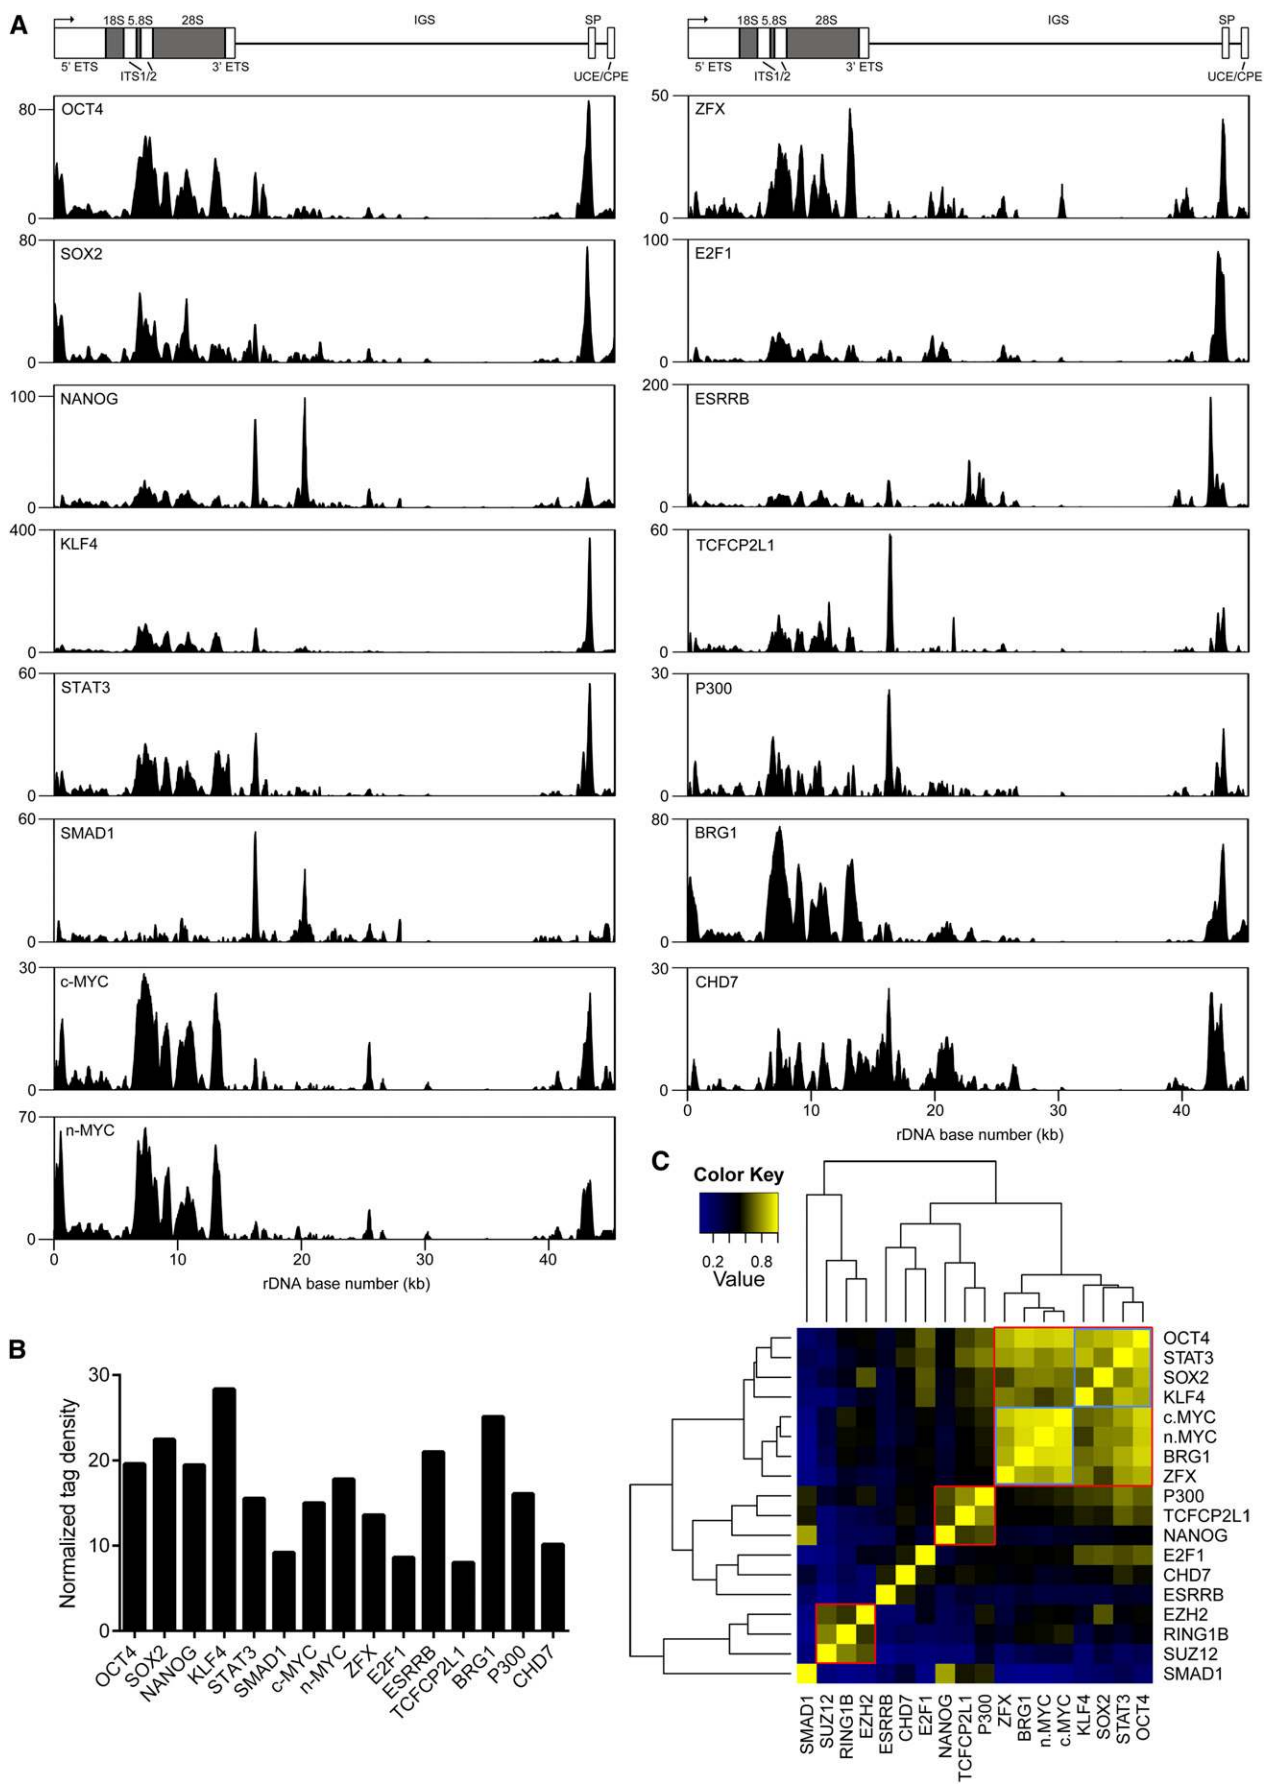 A
18S 5.8S 28S IGS SP
5' ETS ITS1/2 3' ETS UCE/CPE
80
OCT4
0
80
SOX2
0
100
NANOG
0
400
KLF4
0
60
STAT3
0
60
SMAD1
0
30
c-MYC
0
70
n-MYC
0
0 10 20 30 40
rDNA base number (kb)
18S 5.8S 28S IGS SP
5' ETS ITS1/2 3' ETS UCE/CPE
50
ZFX
0
100
E2F1
0
200
ESRRB
0
60
TCFCP2L1
0
30
P300
0
80
BRG1
0
30
CHD7
0
0 10 20 30 40
rDNA base number (kb)
B
Normalized tag density
30
20
10
0
OCT4
SOX2
NANOG
KLF4
STAT3
SMAD1
c-MYC
n-MYC
ZFX
E2F1
ESRRB
TCFCP2L1
BRG1
P300
CHD7
C
Color Key
0.2 0.8
Value
OCT4
STAT3
SOX2
KLF4
c.MYC
n.MYC
BRG1
ZFX
P300
TCFCP2L1
NANOG
E2F1
CHD7
ESRRB
EZH2
RING1B
SUZ12
SMAD1
SMAD1
SUZ12
RING1B
EZH2
ESRRB
CHD7
E2F1
NANOG
TCFCP2L1
P300
ZFX
BRG1
n.MYC
c.MYC
KLF4
SOX2
STAT3
OCT4